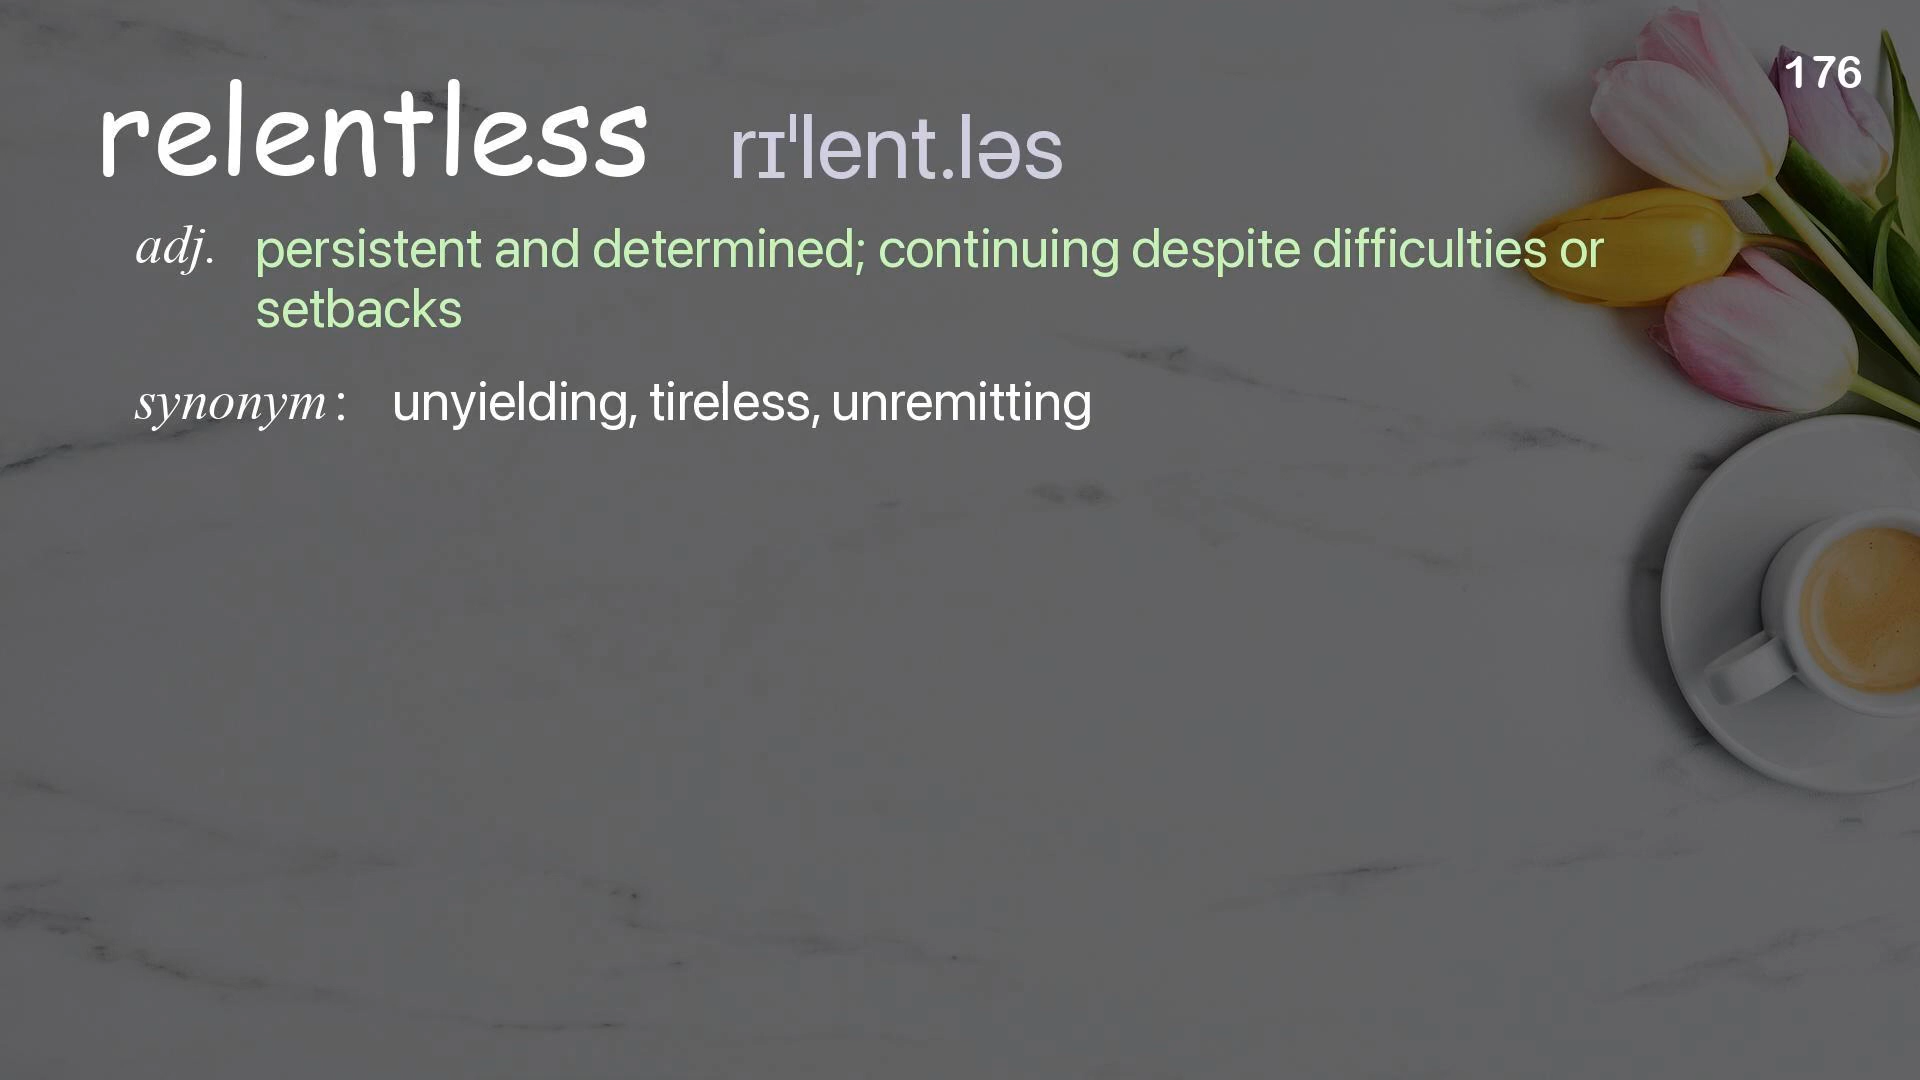 176
relentless rɪˈlent.ləs
adj. persistent and determined; continuing despite difficulties or
setbacks
synonym : unyielding, tireless, unremitting